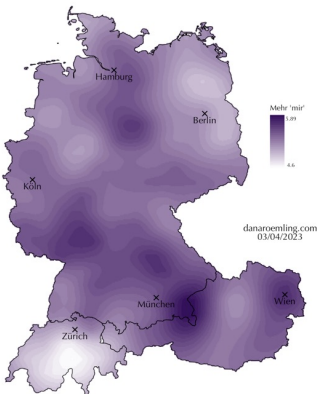 Hamburg
Berlin
Mehr 'mir'
5.89
4.6
Köln
danaroemling.com
03/04/2023
München
Wien
Zürich